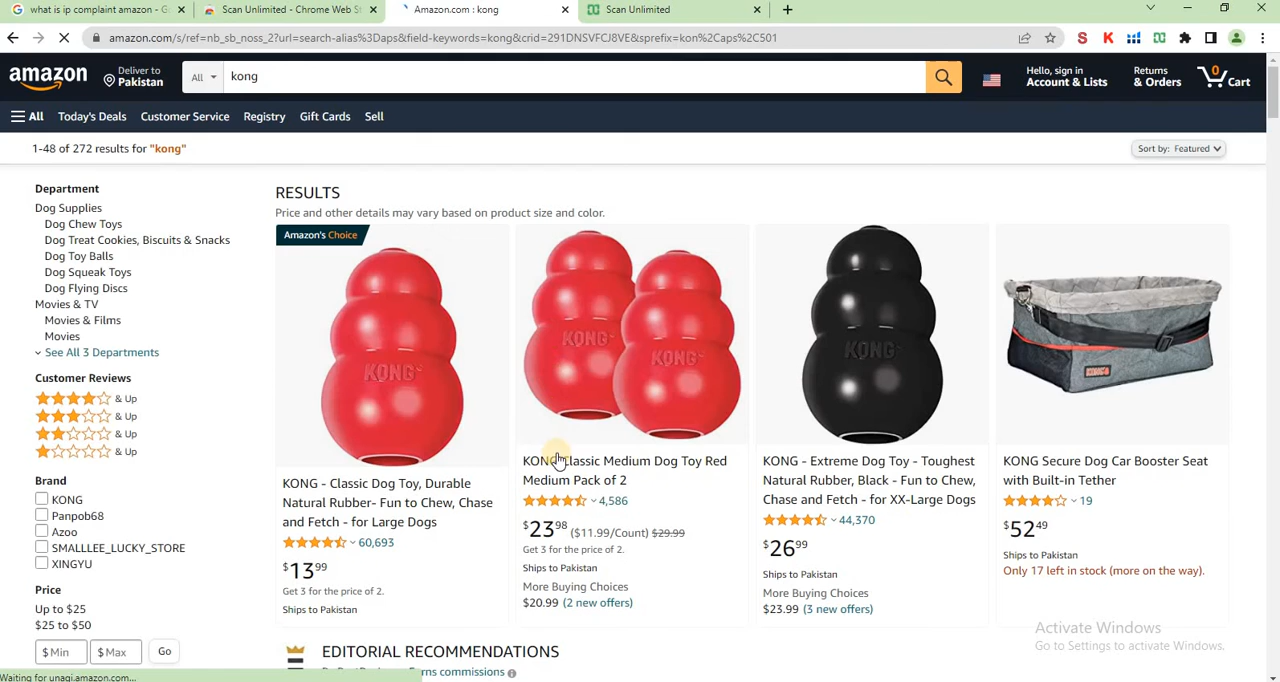 what is ip complaint amazon - G
Scan Unlimited - Chrome Web S
Amazon.com : kong
Scan Unlimited
amazon.com/s/ref=nb_sb_noss_2?url=search-alias%3Daps&field-keywords=kong&crid=291DNSVFCJ8VE&sprefix=kon%2Caps%2C501
amazon
Deliver to
Pakistan
All
kong
Hello, sign in
Account & Lists
Returns
& Orders
0
Cart
All
Today's Deals
Customer Service
Registry
Gift Cards
Sell
1-48 of 272 results for "kong"
Sort by: Featured
Department
Dog Supplies
Dog Chew Toys
Dog Treat Cookies, Biscuits & Snacks
Dog Toy Balls
Dog Squeak Toys
Dog Flying Discs
Movies & TV
Movies & Films
Movies
See All 3 Departments
Customer Reviews
& Up
& Up
& Up
& Up
Brand
KONG
Panpob68
Azoo
SMALLLEE_LUCKY_STORE
XINGYU
Price
Up to $25
$25 to $50
$ Min
$ Max
Go
RESULTS
Price and other details may vary based on product size and color.
Amazon's Choice
KONG
KONG - Classic Dog Toy, Durable
Natural Rubber- Fun to Chew, Chase
and Fetch - for Large Dogs
60,693
$13.99
Get 3 for the price of 2.
Ships to Pakistan
KONG
KONG
KONG Classic Medium Dog Toy Red
Medium Pack of 2
4,586
$23.98 ($11.99/Count) $29.99
Get 3 for the price of 2.
Ships to Pakistan
More Buying Choices
$20.99 (2 new offers)
KONG
KONG - Extreme Dog Toy - Toughest
Natural Rubber, Black - Fun to Chew,
Chase and Fetch - for XX-Large Dogs
44,370
$26.99
Ships to Pakistan
More Buying Choices
$23.99 (3 new offers)
KONG
KONG Secure Dog Car Booster Seat
with Built-in Tether
19
$52.49
Ships to Pakistan
Only 17 left in stock (more on the way).
EDITORIAL RECOMMENDATIONS
commissions
Activate Windows
Go to Settings to activate Windows.
Waiting for unagi.amazon.com...